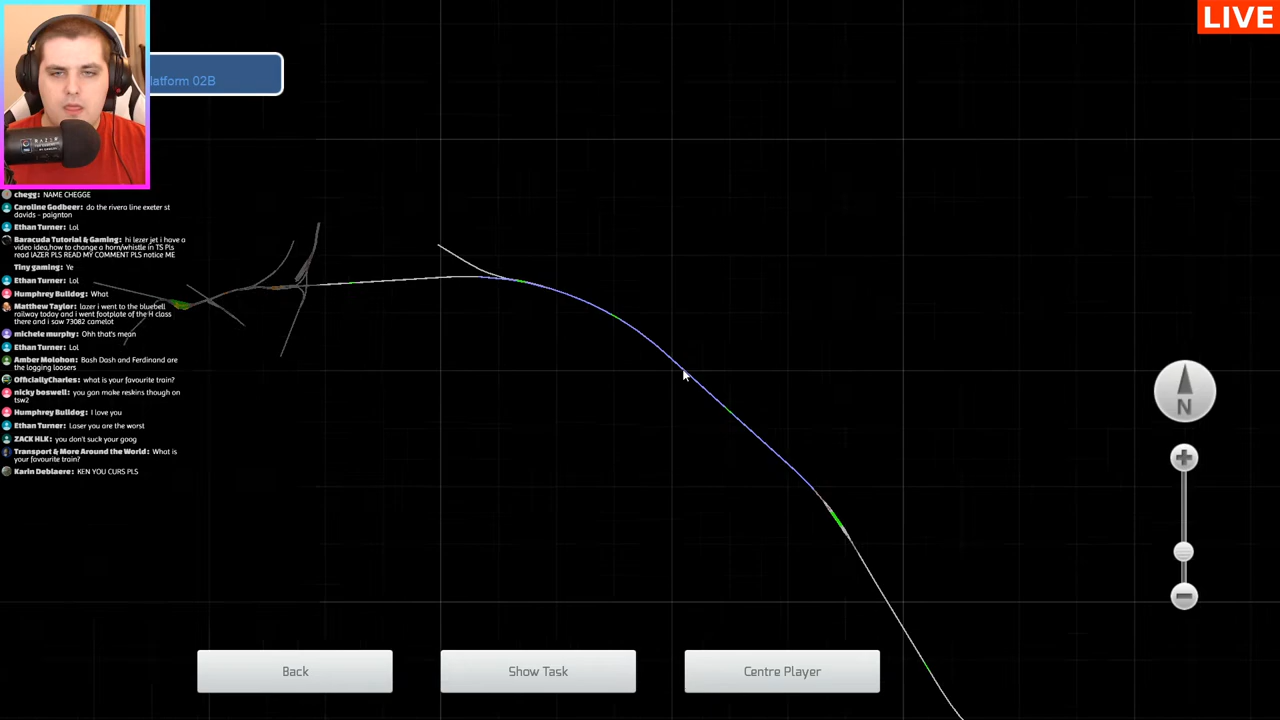 LIVE
latform 02B
chegg: NAME CHEGGE
Caroline Godbeer: do the rivera line exeter st
davids - paignton
Ethan Turner: Lol
Baracuda Tutorial & Gaming: hi lezer jet i have a
video idea,how to change a horn/whistle in TS Pls
read lAZER PLS READ MY COMMENT PLS notice ME
Tiny gaming: Ye
Ethan Turner: Lol
Humphrey Bulldog: What
Matthew Taylor: lazer i went to the bluebell
railway today and i went footplate of the H class
there and i saw 73082 camelot
michele murphy: Ohh that's mean
Ethan Turner: Lol
Amber Molohon: Bash Dash and Ferdinand are
the logging loosers
OfficiallyCharles: what is your favourite train?
nicky boswell: you gan make reskins though on
tsw2
Humphrey Bulldog: I love you
Ethan Turner: Laser you are the worst
ZACK HLK: you don't suck your goog
Transport & More Around the World: What is
your favourite train?
Karin Deblaere: KEN YOU CURS PLS
N
Back
Show Task
Centre Player